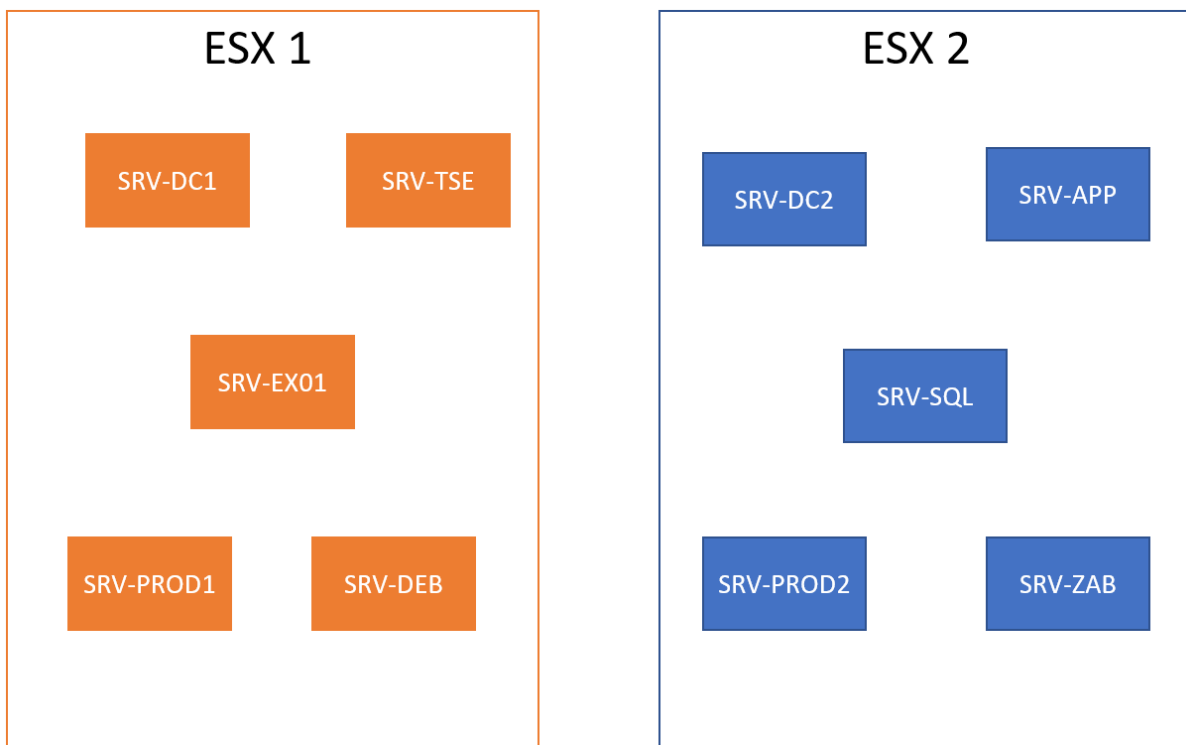 ESX 1
SRV-DC1
SRV-TSE
SRV-EX01
SRV-PROD1
SRV-DEB
ESX 2
SRV-DC2
SRV-APP
SRV-SQL
SRV-PROD2
SRV-ZAB